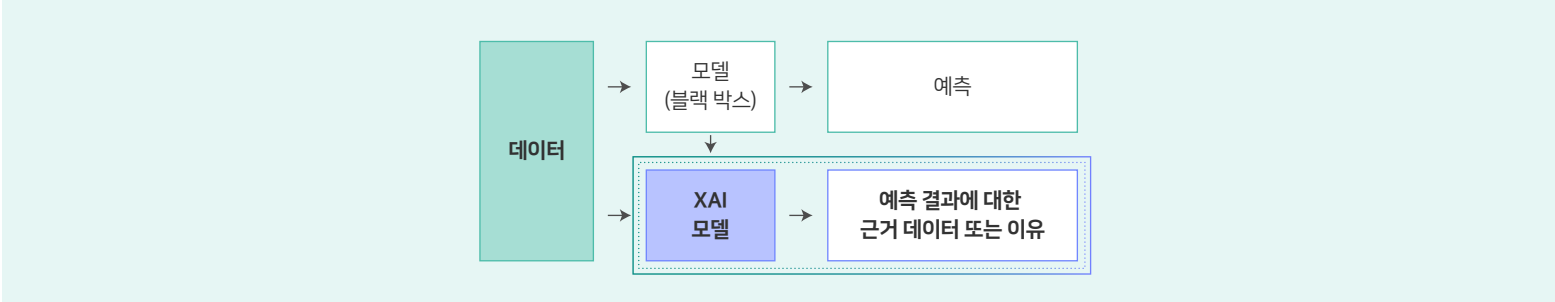 데이터
모델
(블랙 박스)
예측
XAI
모델
예측 결과에 대한
근거 데이터 또는 이유